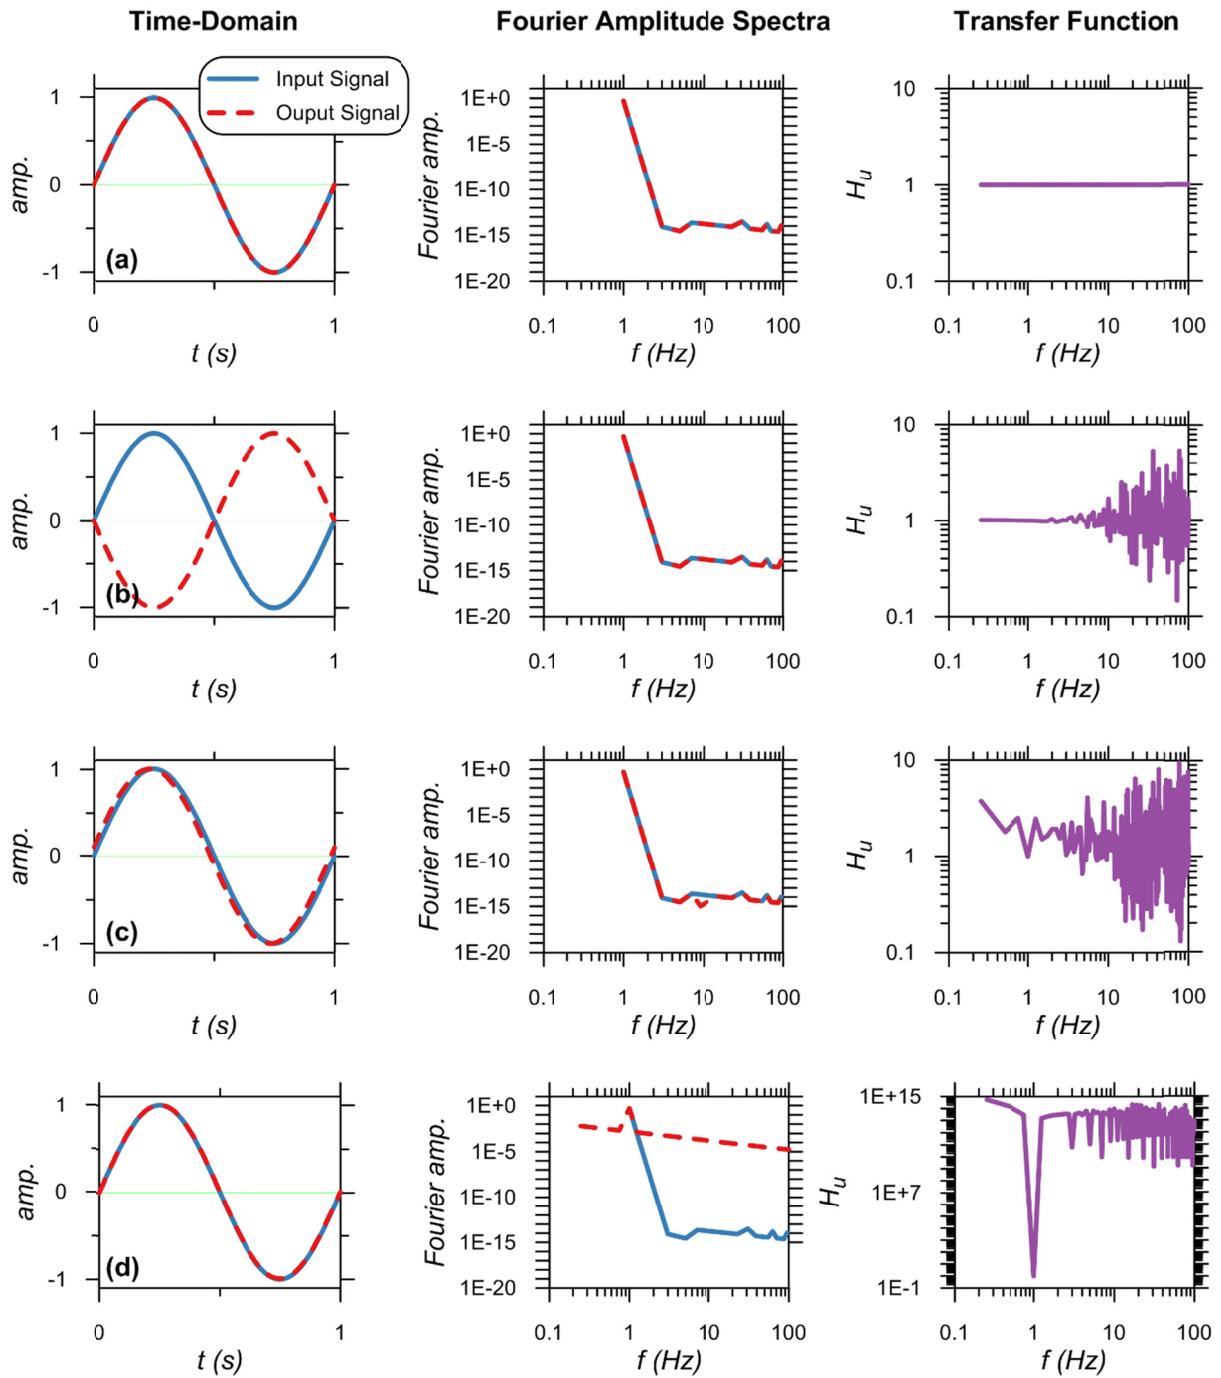 Time-Domain Fourier Amplitude Spectra Transfer Function
Input Signal
Ouput Signal
amp.
1
0
-1
(a)
0 1
t (s)
Fourier amp.
1E+0
1E-5
1E-10
1E-15
1E-20
0.1 1 10 100
f (Hz)
Hu
10
1
0.1
0.1 1 10 100
f (Hz)
amp.
1
0
-1
(b)
0 1
t (s)
Fourier amp.
1E+0
1E-5
1E-10
1E-15
1E-20
0.1 1 10 100
f (Hz)
Hu
10
1
0.1
0.1 1 10 100
f (Hz)
amp.
1
0
-1
(c)
0 1
t (s)
Fourier amp.
1E+0
1E-5
1E-10
1E-15
1E-20
0.1 1 10 100
f (Hz)
Hu
10
1
0.1
0.1 1 10 100
f (Hz)
amp.
1
0
-1
(d)
0 1
t (s)
Fourier amp.
1E+0
1E-5
1E-10
1E-15
1E-20
0.1 1 10 100
f (Hz)
Hu
1E+15
1E+7
1E-1
0.1 1 10 100
f (Hz)